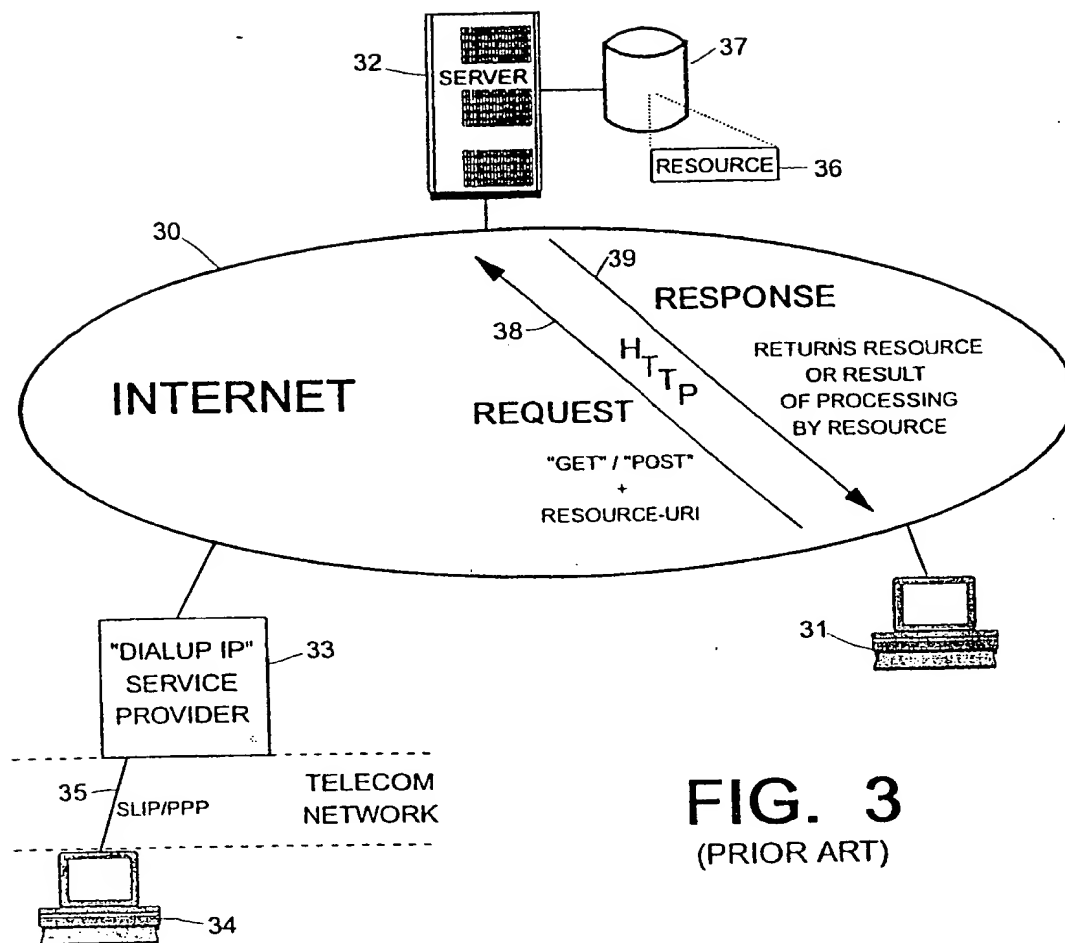 32
SERVER
37
RESOURCE
36
30
39
RESPONSE
38
HTTP
RETURNS RESOURCE
OR RESULT
OF PROCESSING
BY RESOURCE
INTERNET
REQUEST
"GET" / "POST"
+
RESOURCE-URI
31
"DIALUP IP"
SERVICE
PROVIDER
33
35
SLIP/PPP
TELECOM
NETWORK
34
FIG. 3
(PRIOR ART)